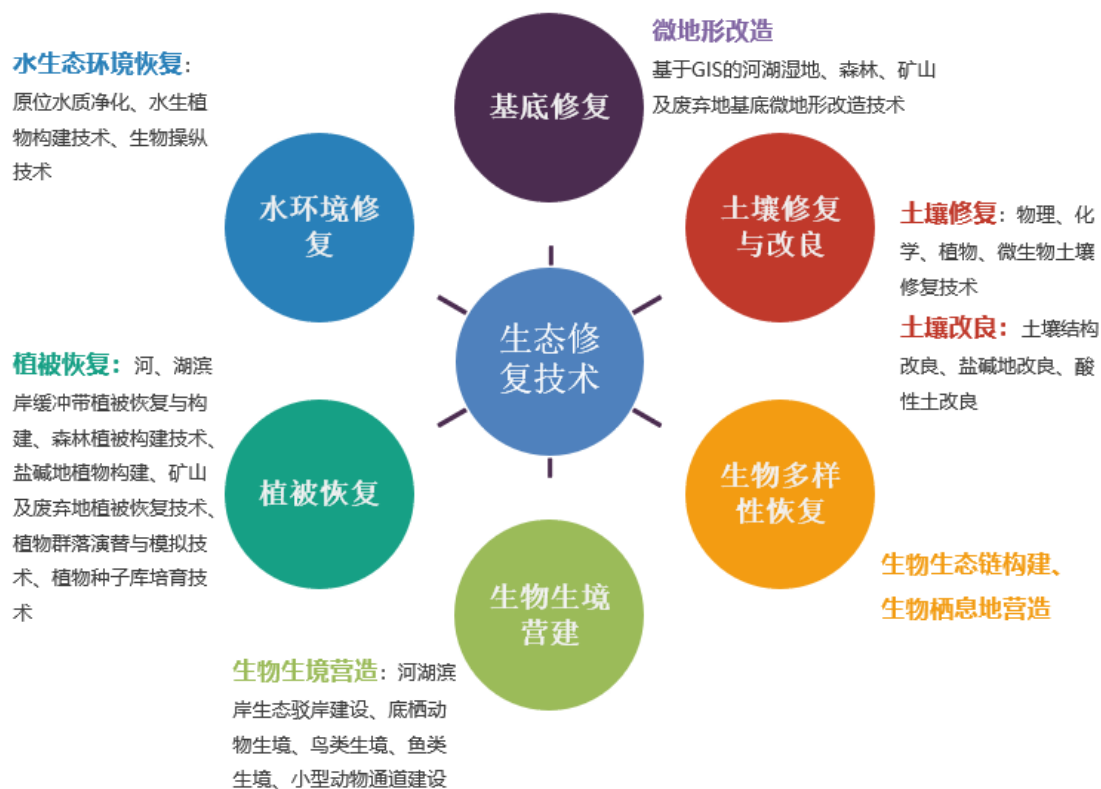 基底修复
微地形改造
基于GIS的河湖湿地、森林、矿山
及废弃地基底微地形改造技术
水生态环境恢复：
原位水质净化、水生植
物构建技术、生物操纵
技术
水环境修
复
土壤修复
与改良
土壤修复：物理、化
学、植物、微生物土壤
修复技术
土壤改良：土壤结构
改良、盐碱地改良、酸
性土改良
生态修
复技术
植被恢复：河、湖滨
岸缓冲带植被恢复与构
建、森林植被构建技术、
盐碱地植物构建、矿山
及废弃地植被恢复技术、
植物群落演替与模拟技
术、植物种子库培育技
术
植被恢复
生物多样
性恢复
生物生态链构建、
生物栖息地营造
生物生境
营建
生物生境营造：河湖滨
岸生态驳岸建设、底栖动
物生境、鸟类生境、鱼类
生境、小型动物通道建设